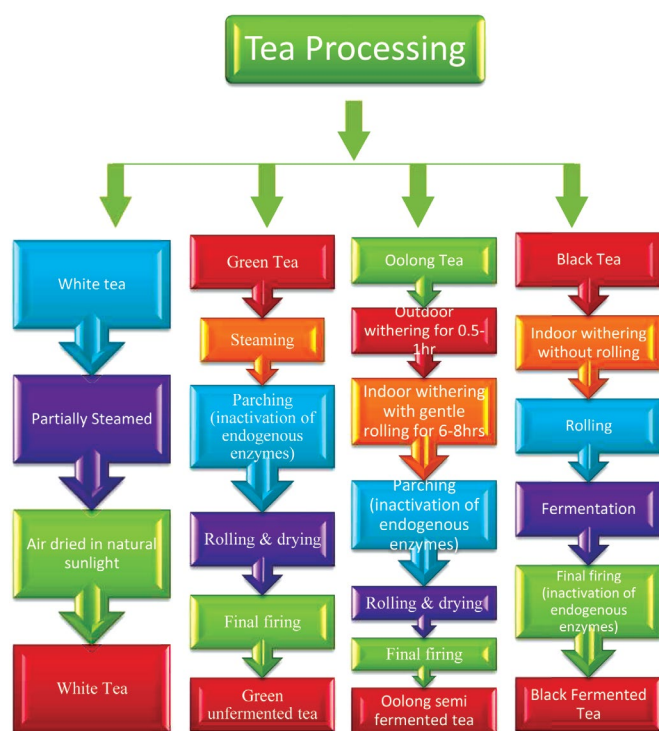 Tea Processing
White tea
Partially Steamed
Air dried in natural
sunlight
White Tea
Green Tea
Steaming
Parching
(inactivation of
endogenous
enzymes)
Rolling & drying
Final firing
Green
unfermented tea
Oolong Tea
Outdoor
withering for 0.5-
1hr
Indoor withering
with gentle
rolling for 6-8hrs
Parching
(inactivation of
endogenous
enzymes)
Rolling & drying
Final firing
Oolong semi
fermented tea
Black Tea
Indoor withering
without rolling
Rolling
Fermentation
Final firing
(inactivation of
endogenous
enzymes)
Black Fermented
Tea